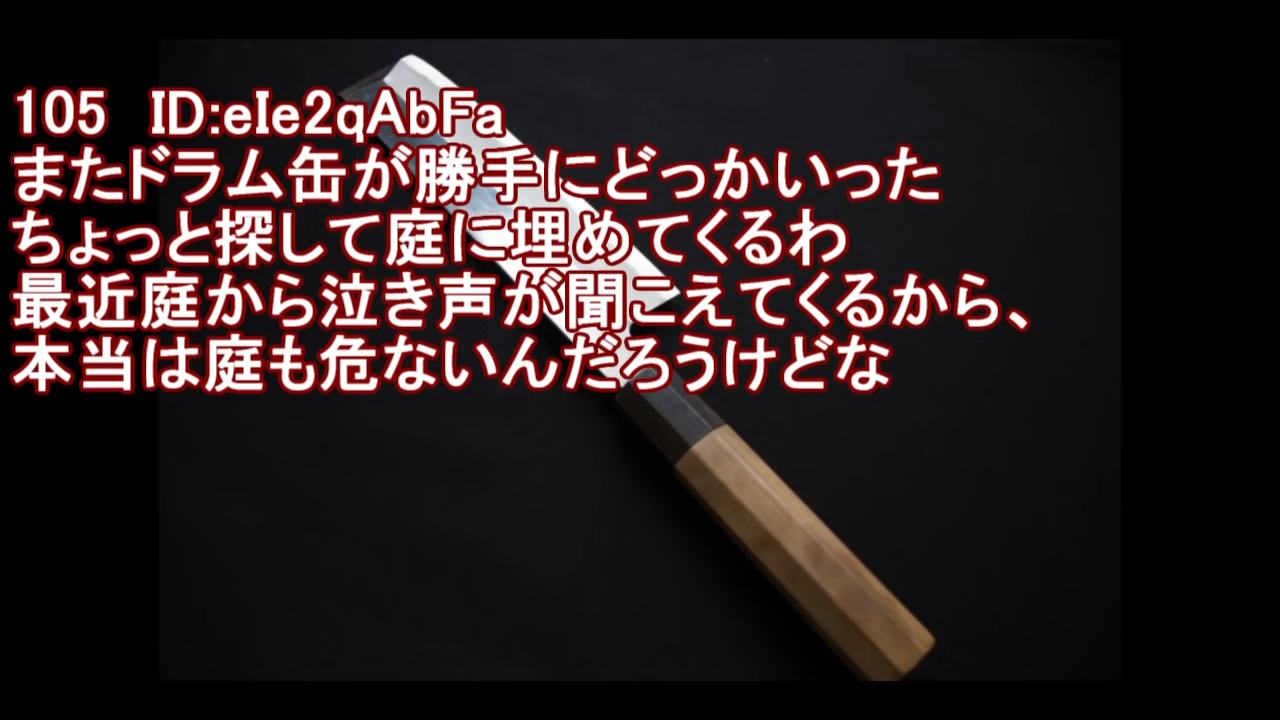 105　ID:eIe2qAbFa
またドラム缶が勝手にどっかいった
ちょっと探して庭に埋めてくるわ
最近庭から泣き声が聞こえてくるから、
本当は庭も危ないんだろうけどな